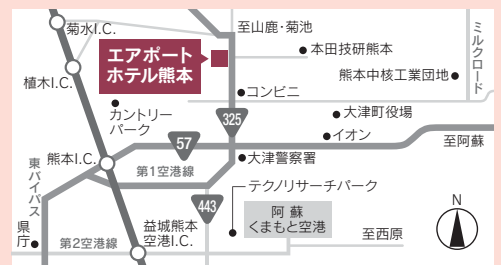 菊水I.C.
至山鹿・菊池
ミルクロード
エアポート
ホテル熊本
本田技研熊本
植木I.C.
熊本中核工業団地
コンビニ
カントリー
パーク
325
大津町役場
イオン
57
至阿蘇
熊本I.C.
第1空港線
大津警察署
東バイパス
テクノリサーチパーク
443
阿 蘇
くまもと空港
N
県庁
第2空港線
益城熊本
空港I.C.
至西原